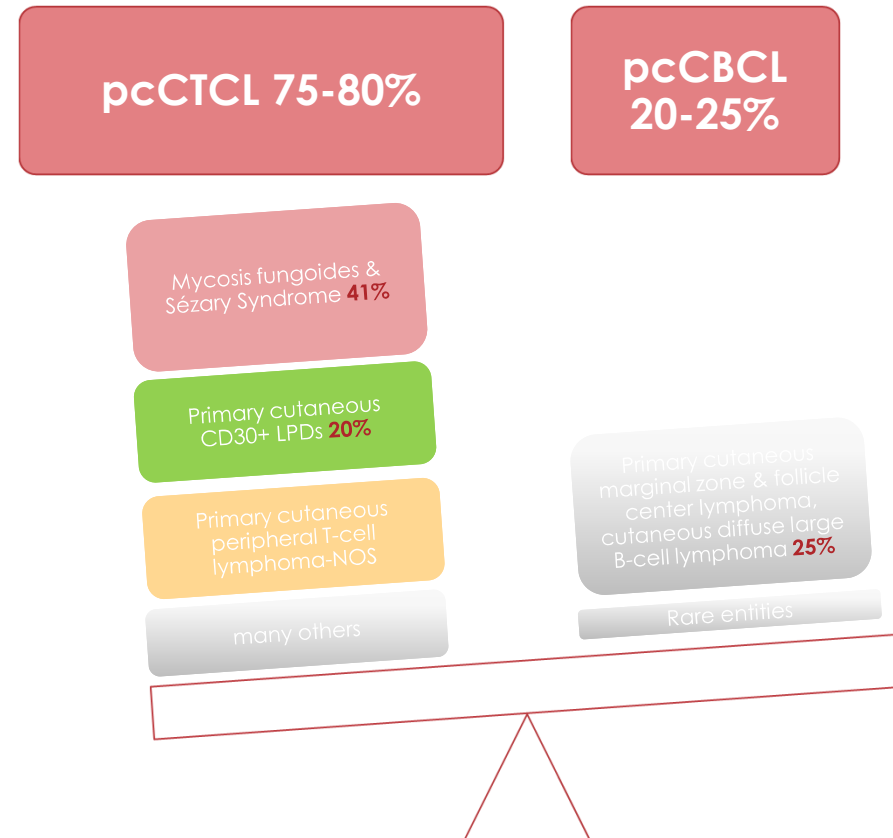 pcCTCL 75-80%
pcCBCL
20-25%
Mycosis fungoides &
Sézary Syndrome 41%
Primary cutaneous
CD30+ LPDs 20%
Primary cutaneous
peripheral T-cell
lymphoma-NOS
many others
Primary cutaneous
marginal zone & follicle
center lymphoma,
cutaneous diffuse large
B-cell lymphoma 25%
Rare entities